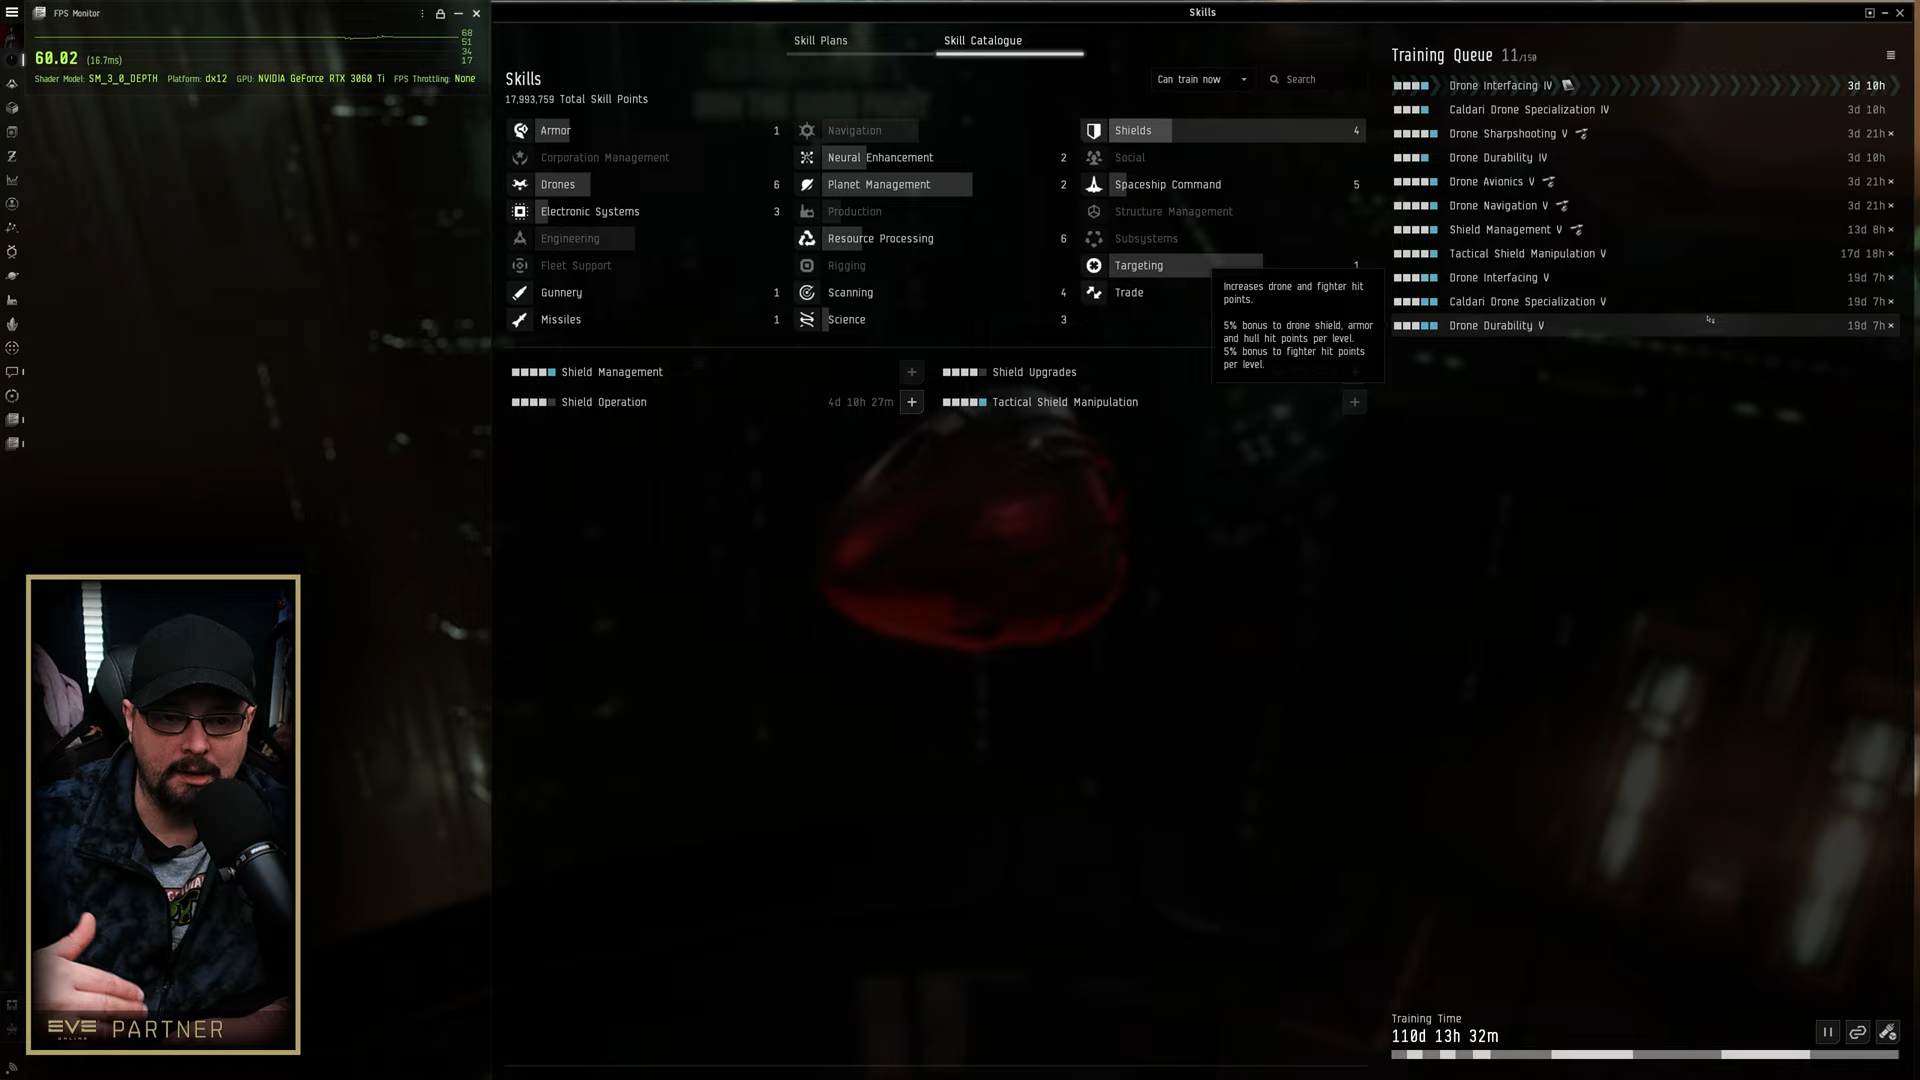 FPS Monitor
68
51
34
17
60.02 (16.7ms)
Shader Model: SM_3_0_DEPTH Platform: dx12 GPU: NVIDIA GeForce RTX 3060 Ti FPS Throttling: None
Skills
Skill Plans
Skill Catalogue
Skills
17,993,759 Total Skill Points
Can train now
Search
Armor 1
Navigation
Shields 4
Corporation Management
Neural Enhancement 2
Social
Drones 6
Planet Management 2
Spaceship Command 5
Electronic Systems 3
Production
Structure Management
Engineering
Resource Processing 6
Subsystems
Fleet Support
Rigging
Targeting 1
Gunnery 1
Scanning 4
Trade
Missiles 1
Science 3
Increases drone and fighter hit
points.
5% bonus to drone shield, armor
and hull hit points per level.
5% bonus to fighter hit points
per level.
Shield Management
Shield Upgrades
Shield Operation 4d 10h 27m
Tactical Shield Manipulation
Training Queue 11/150
Drone Interfacing IV 3d 10h
Caldari Drone Specialization IV 3d 10h
Drone Sharpshooting V 3d 21h
Drone Durability IV 3d 10h
Drone Avionics V 3d 21h
Drone Navigation V 3d 21h
Shield Management V 13d 8h
Tactical Shield Manipulation V 17d 18h
Drone Interfacing V 19d 7h
Caldari Drone Specialization V 19d 7h
Drone Durability V 19d 7h
Training Time
110d 13h 32m
EVE ONLINE PARTNER